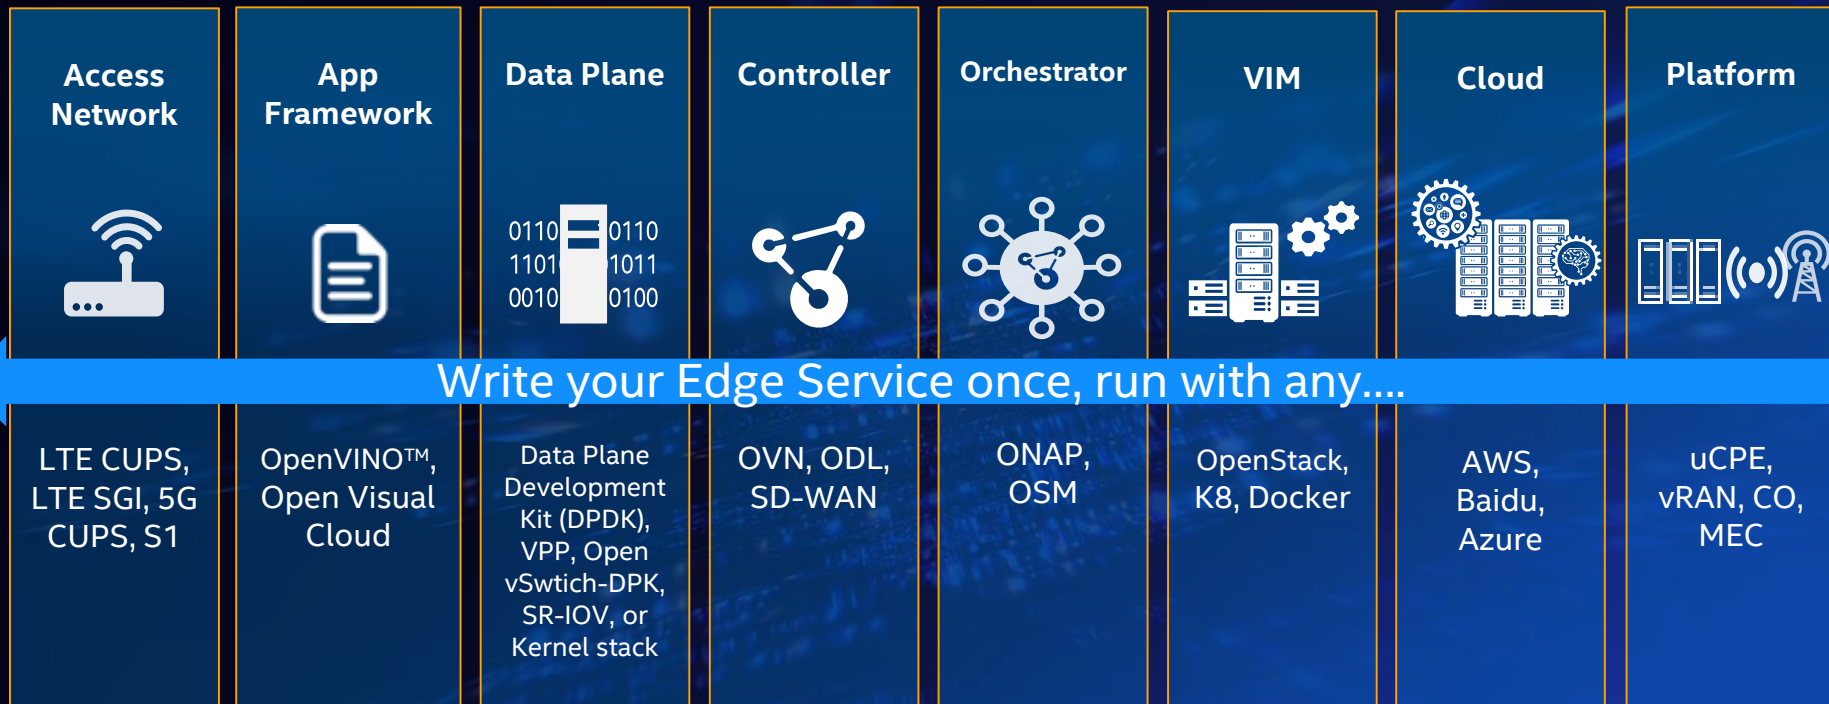 Access
Network
App
Framework
Data Plane
Controller
Orchestrator
VIM
Cloud
Platform
0110 0110
1101 1011
0010 0100
Write your Edge Service once, run with any....
LTE CUPS,
LTE SGI, 5G
CUPS, S1
OpenVINO™,
Open Visual
Cloud
Data Plane
Development
Kit (DPDK),
VPP, Open
vSwtich-DPK,
SR-IOV, or
Kernel stack
OVN, ODL,
SD-WAN
ONAP,
OSM
OpenStack,
K8, Docker
AWS,
Baidu,
Azure
uCPE,
vRAN, CO,
MEC